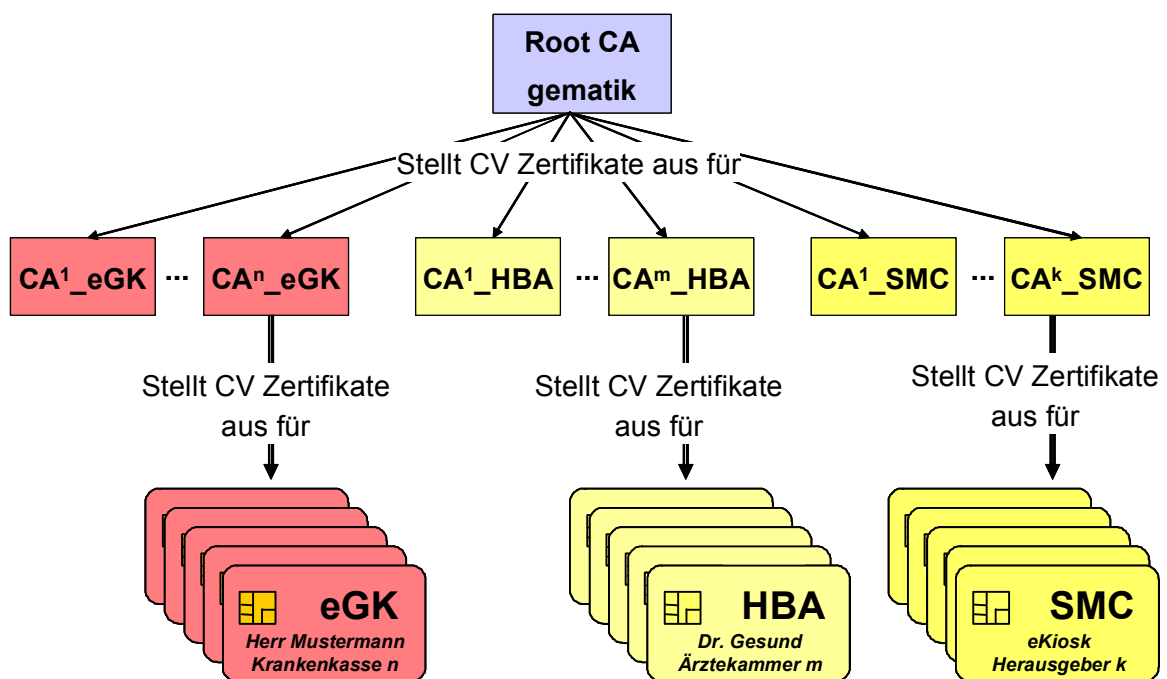 Root CA
gematik
Stellt CV Zertifikate aus für
CA¹_eGK
...
CAⁿ_eGK
CA¹_HBA
...
CAᵐ_HBA
CA¹_SMC
...
CAᵏ_SMC
Stellt CV Zertifikate
aus für
Stellt CV Zertifikate
aus für
Stellt CV Zertifikate
aus für
eGK
Herr Mustermann
Krankenkasse n
HBA
Dr. Gesund
Ärztekammer m
SMC
eKiosk
Herausgeber k